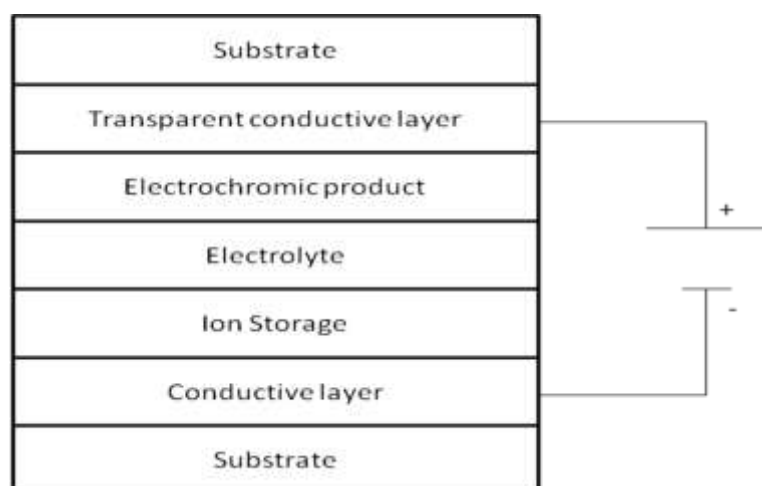 Substrate
Transparent conductive layer
Electrochromic product
Electrolyte
Ion Storage
Conductive layer
Substrate
+
-